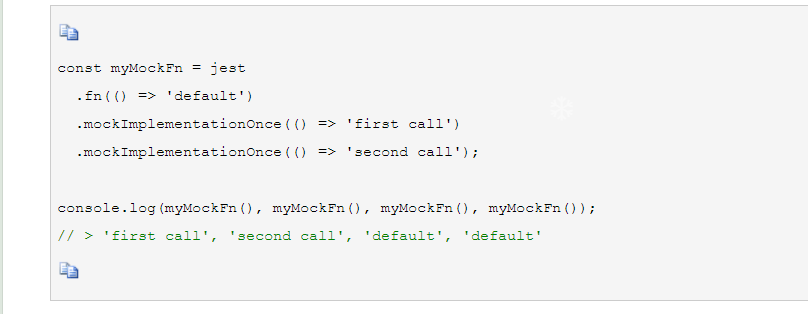 const myMockFn = jest
  .fn(() => 'default')
  .mockImplementationOnce(() => 'first call')
  .mockImplementationOnce(() => 'second call');
console.log(myMockFn(), myMockFn(), myMockFn(), myMockFn());
// > 'first call', 'second call', 'default', 'default'